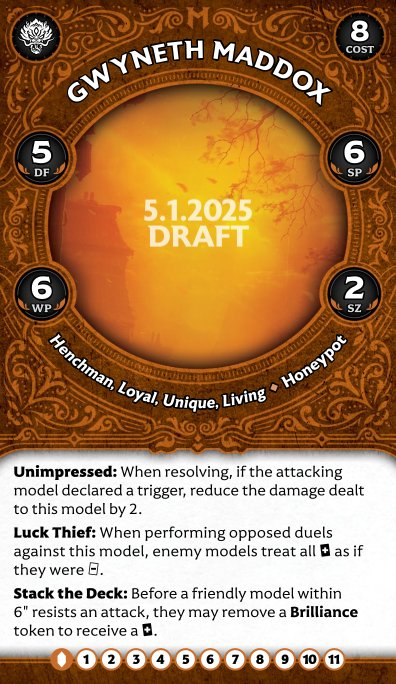 8
COST
GWYNETH MADDOX
5
DF
6
SP
5.1.2025
DRAFT
6
WP
2
SZ
Henchman, Loyal, Unique, Living ♦ Honeypot
Unimpressed: When resolving, if the attacking
model declared a trigger, reduce the damage dealt
to this model by 2.
Luck Thief: When performing opposed duels
against this model, enemy models treat all + as if
they were −.
Stack the Deck: Before a friendly model within
6" resists an attack, they may remove a Brilliance
token to receive a +.
1 2 3 4 5 6 7 8 9 10 11